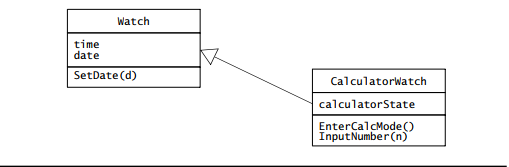 Watch
time
date
SetDate(d)
CalculatorWatch
calculatorState
EnterCalcMode()
InputNumber(n)